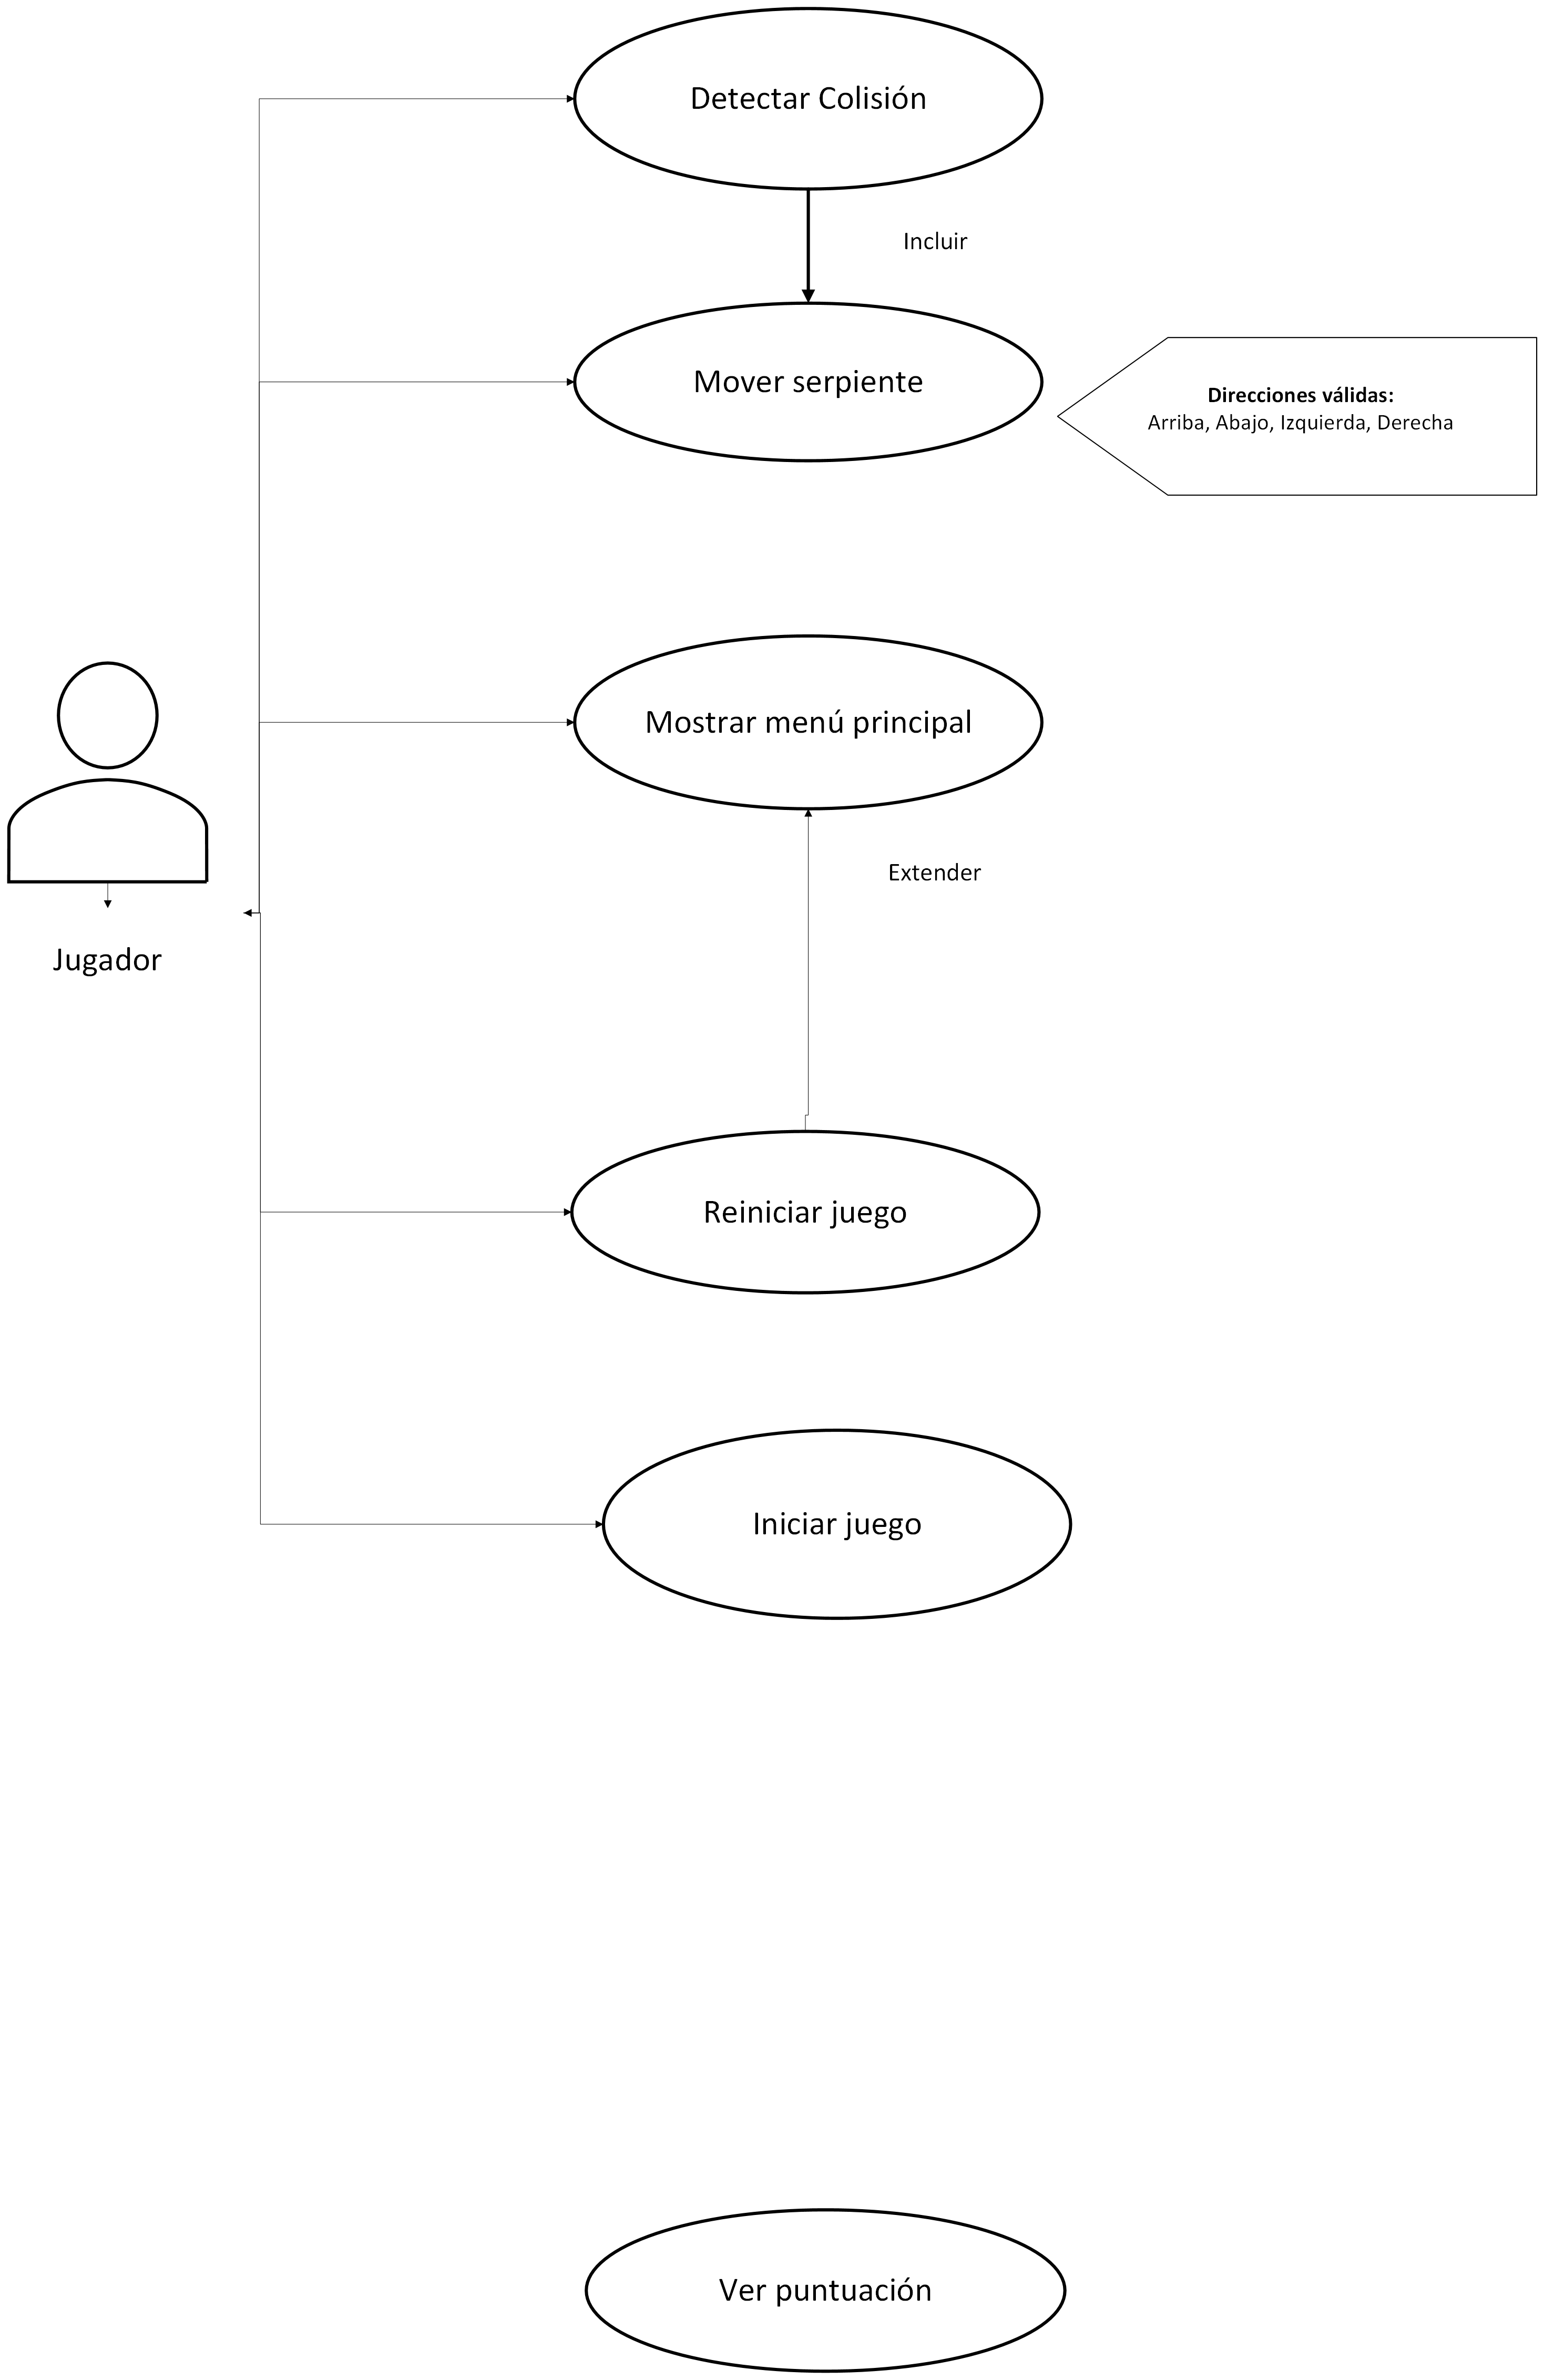 Detectar Colisión
Incluir
Mover serpiente
Direcciones válidas:
Arriba, Abajo, Izquierda, Derecha
Mostrar menú principal
Extender
Jugador
Reiniciar juego
Iniciar juego
Ver puntuación